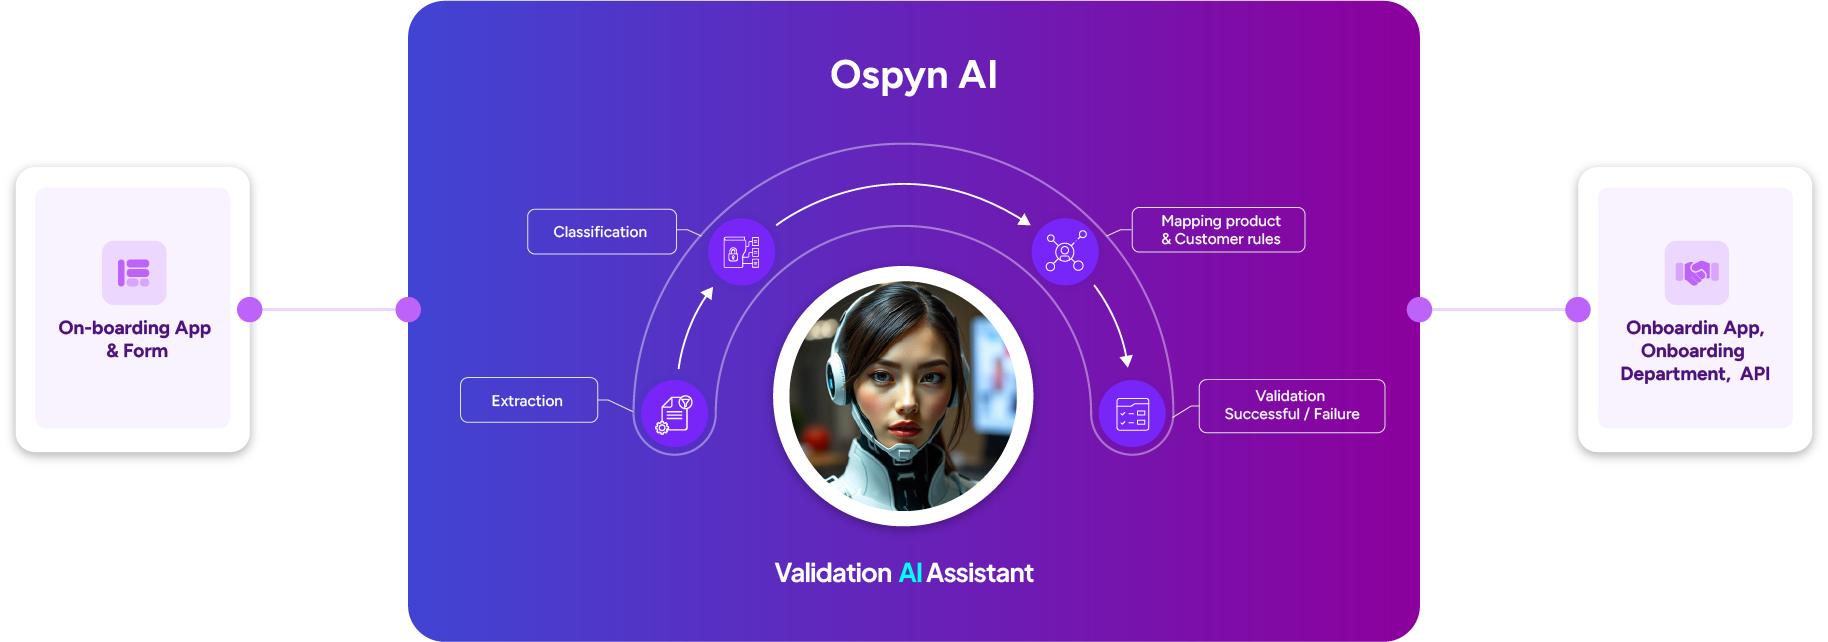 Ospyn AI
On-boarding App
& Form
Classification
Extraction
Mapping product
& Customer rules
Validation
Successful / Failure
Validation AI Assistant
Onboardin App,
Onboarding
Department, API